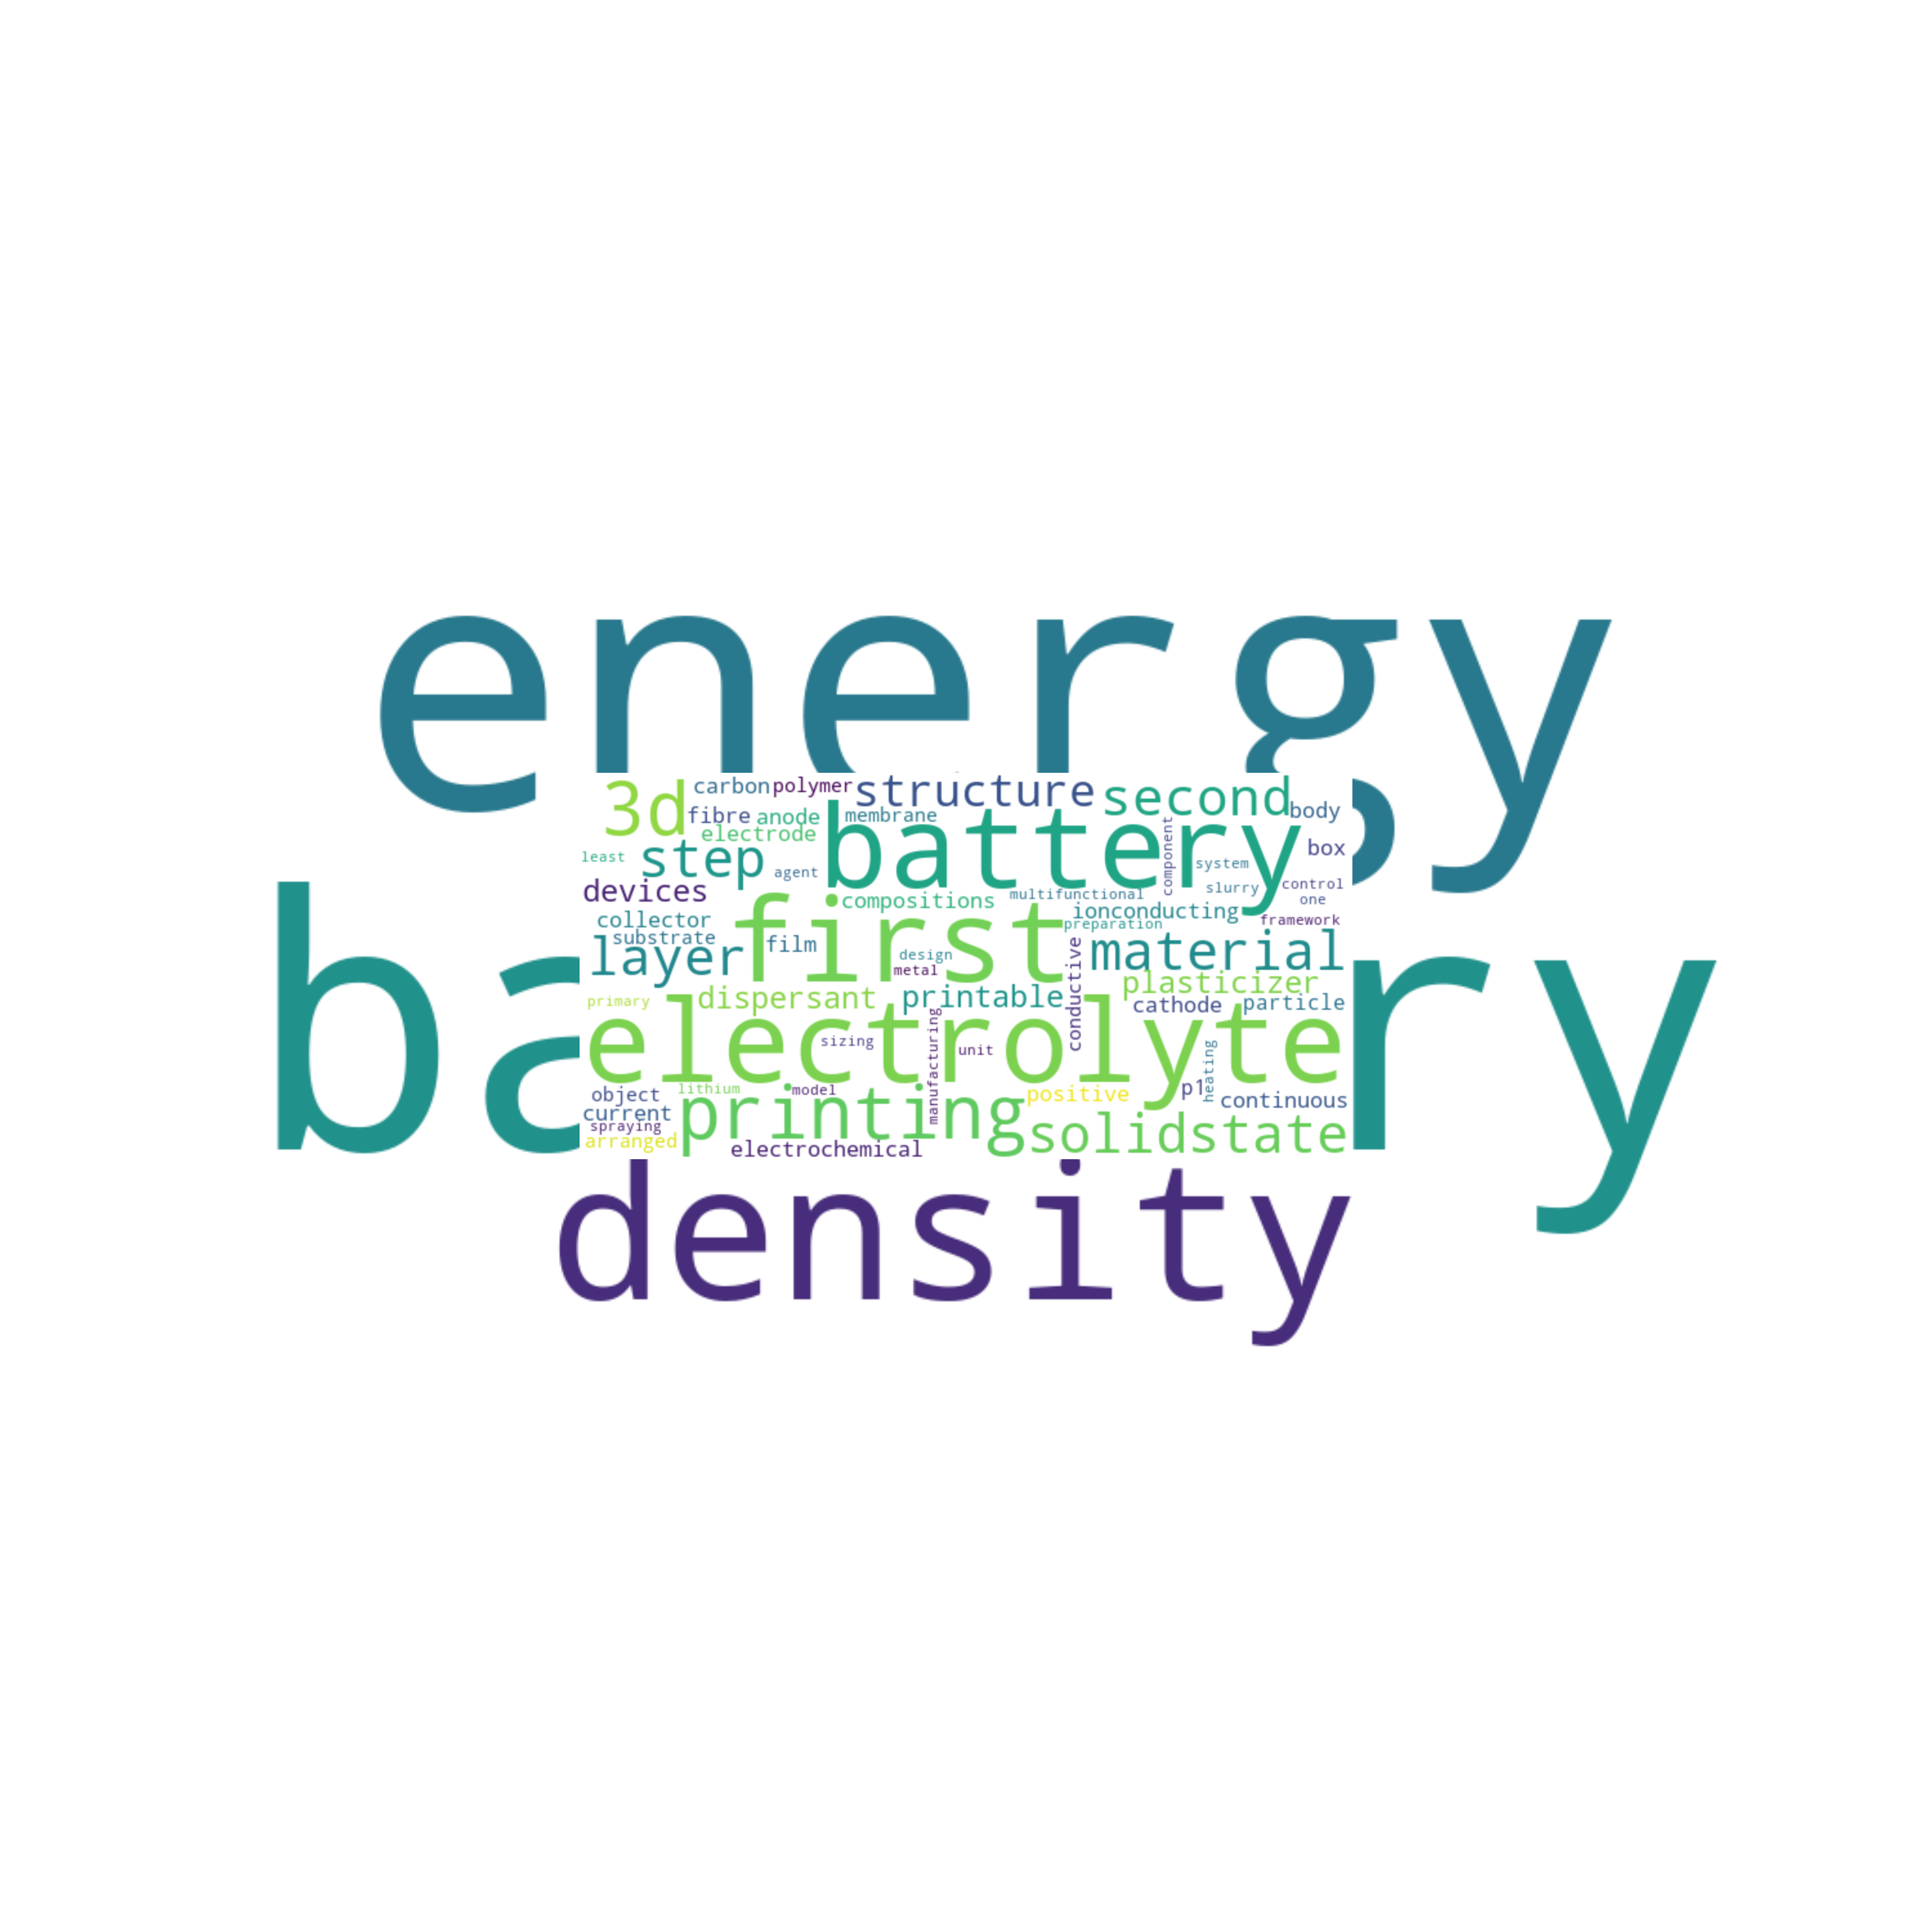 energy
3d carbon polymer structure second body
fibre anode membrane
electrode battery component box
least step agent system
devices multifunctional slurry control
compositions one
collector first ionconducting framework
substrate preparation
layer film design material
metal conductive
plasticizer
primary dispersant printable cathode particle
electrolyte
sizing manufacturing unit heating
object lithium model positive p1
current printing continuous
spraying solidstate
arranged electrochemical
density